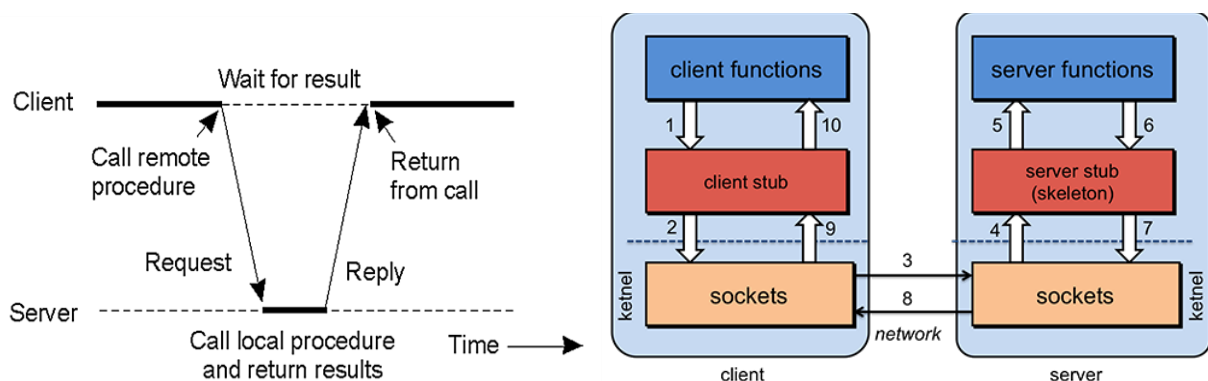 Wait for result
Client
Call remote
procedure
Return
from call
Request
Reply
Server
Call local procedure
and return results
Time
client functions
1
10
client stub
2
9
ketnel
sockets
client
3
8
network
server functions
5
6
server stub
(skeleton)
4
7
sockets
ketnel
server